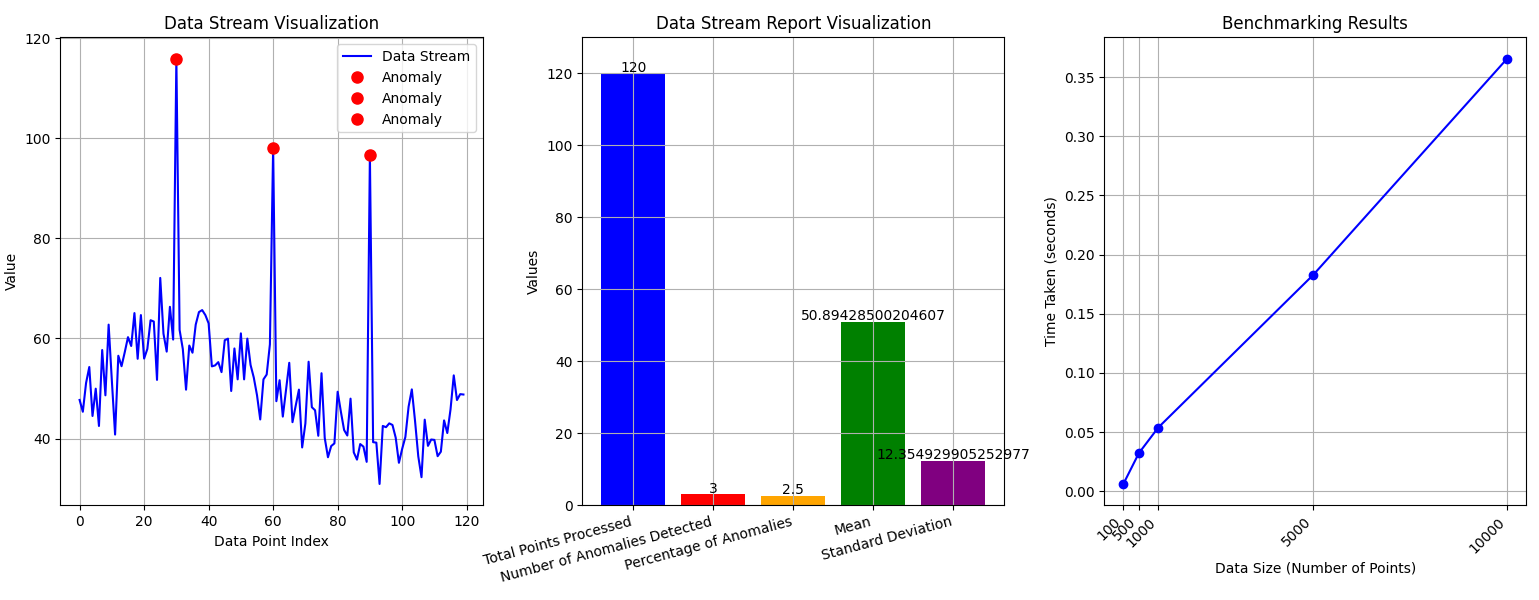 Data Stream Visualization
120
100
80
60
40
Value
0
20
40
60
80
100
120
Data Point Index
Data Stream
Anomaly
Anomaly
Anomaly
Data Stream Report Visualization
120
100
80
60
40
20
0
Values
120
3
2.5
50.89428500204607
12.354929905252977
Total Points Processed
Number of Anomalies Detected
Percentage of Anomalies
Mean
Standard Deviation
Benchmarking Results
0.35
0.30
0.25
0.20
0.15
0.10
0.05
0.00
Time Taken (seconds)
100
500
1000
5000
10000
Data Size (Number of Points)